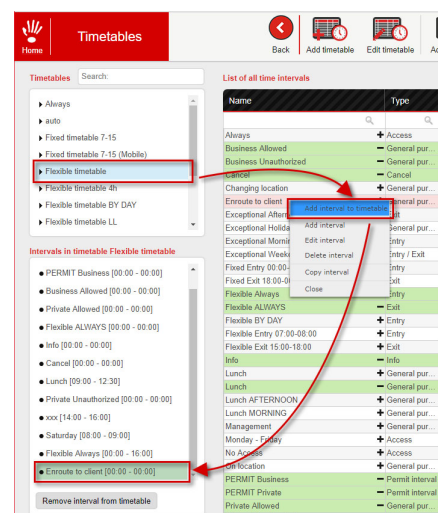 Home
Timetables
Back
Add timetable
Edit timetable
Timetables
Search:
Always
auto
Fixed timetable 7-15
Fixed timetable 7-15 (Mobile)
Flexible timetable
Flexible timetable 4h
Flexible timetable BY DAY
Flexible timetable LL
Intervals in timetable Flexible timetable
PERMIT Business [00:00 - 00:00]
Business Allowed [00:00 - 00:00]
Private Allowed [00:00 - 00:00]
Flexible ALWAYS [00:00 - 00:00]
Info [00:00 - 00:00]
Cancel [00:00 - 00:00]
Lunch [09:00 - 12:30]
Private Unauthorized [00:00 - 00:00]
xxx [14:00 - 16:00]
Saturday [08:00 - 09:00]
Flexible Always [00:00 - 16:00]
Enroute to client [00:00 - 00:00]
Remove interval from timetable
List of all time intervals
Name Type
Always + Access
Business Allowed − General pur...
Business Unauthorized − General pur...
Cancel − Cancel
Changing location + General pur...
Enroute to client General pur...
Exceptional Aftern
Exceptional Holida General pur...
Exceptional Mornin Entry
Exceptional Weeke Entry / Exit
Fixed Entry 00:00- Entry
Fixed Exit 18:00-0 Exit
Add interval to timetable
Add interval
Edit interval
Delete interval
Copy interval
Close
Flexible Always Entry
Flexible ALWAYS − Exit
Flexible BY DAY + Entry
Flexible Entry 07:00-08:00 + Entry
Flexible Exit 15:00-18:00 + Exit
Info − Info
Lunch + General pur...
Lunch − General pur...
Lunch AFTERNOON + General pur...
Lunch MORNING + General pur...
Management + General pur...
Monday - Friday + Access
No Access + Access
On location + General pur...
PERMIT Business − Permit interval
PERMIT Private − Permit interval
Private Allowed − General pur...